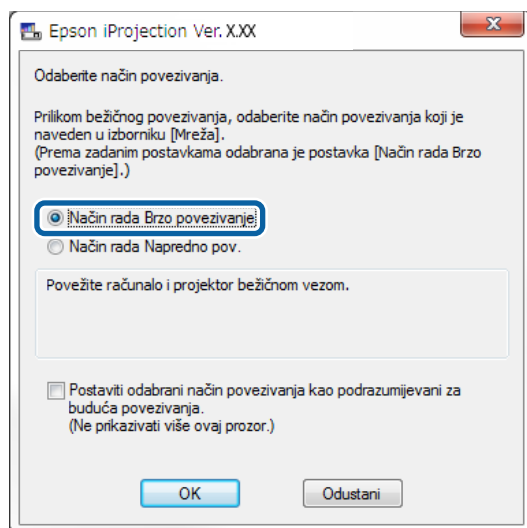 Epson iProjection Ver. X.XX
Odaberite način povezivanja.
Prilikom bežičnog povezivanja, odaberite način povezivanja koji je
naveden u izborniku [Mreža].
(Prema zadanim postavkama odabrana je postavka [Način rada Brzo
povezivanje].)
Način rada Brzo povezivanje
Način rada Napredno pov.
Povežite računalo i projektor bežičnom vezom.
Postaviti odabrani način povezivanja kao podrazumijevani za
buduća povezivanja.
(Ne prikazivati više ovaj prozor.)
OK
Odustani